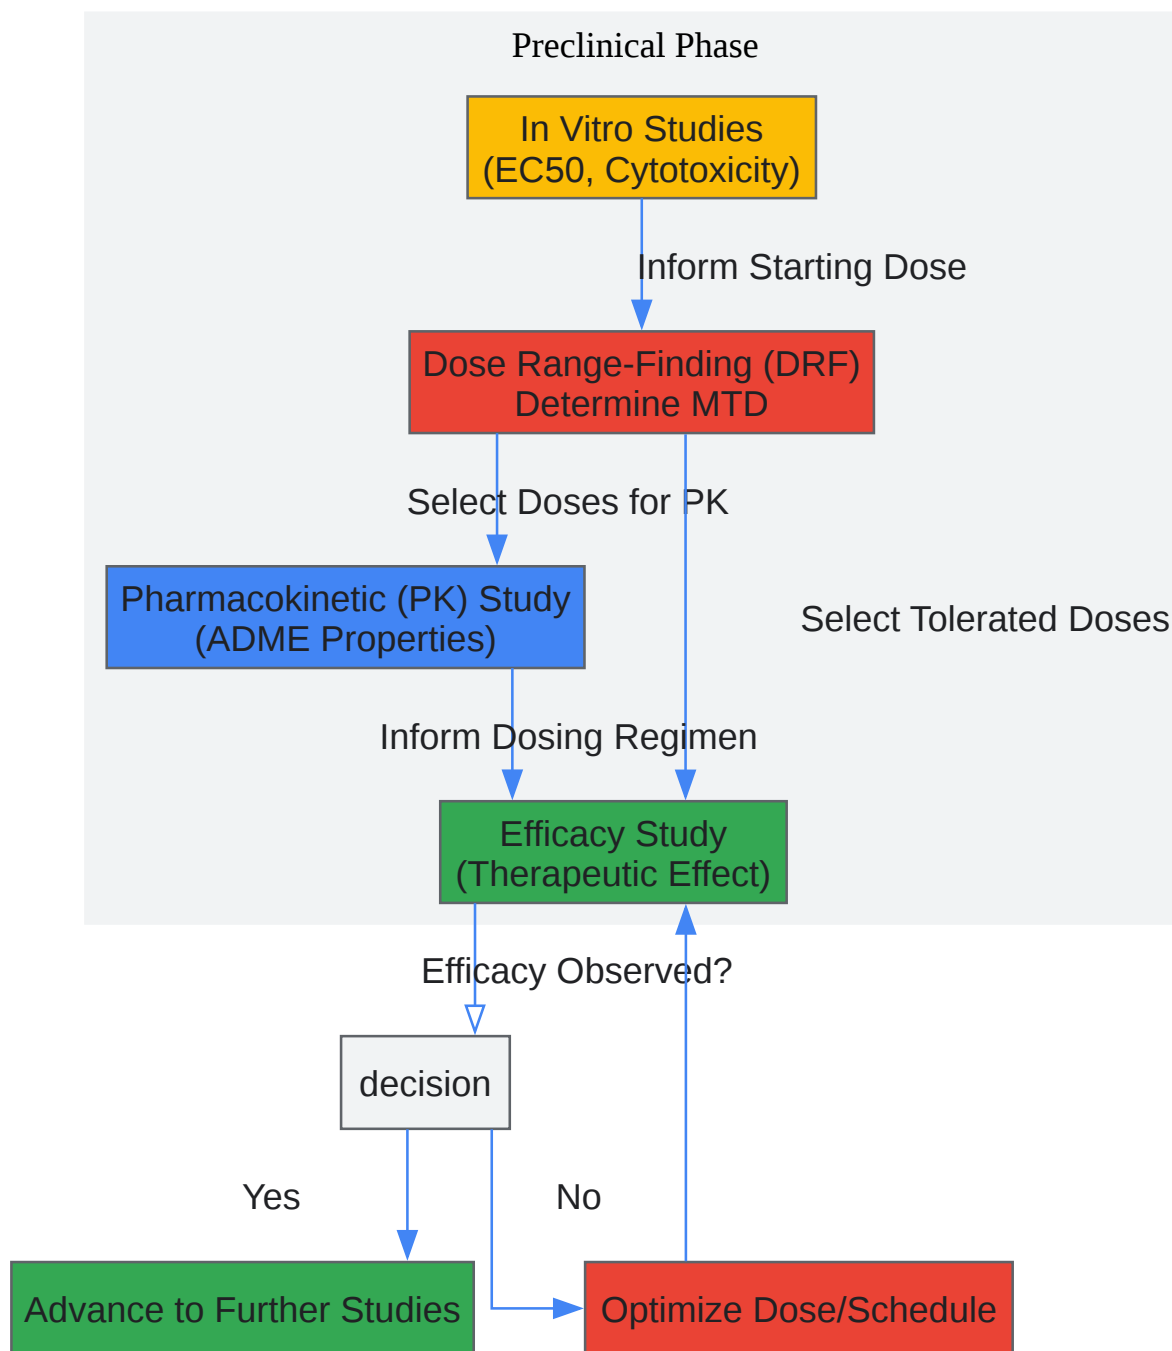 Preclinical Phase
In Vitro Studies
(EC50, Cytotoxicity)
Inform Starting Dose
Dose Range-Finding (DRF)
Determine MTD
Select Doses for PK
Pharmacokinetic (PK) Study
(ADME Properties)
Select Tolerated Doses
Inform Dosing Regimen
Efficacy Study
(Therapeutic Effect)
Efficacy Observed?
decision
Yes
No
Advance to Further Studies
Optimize Dose/Schedule